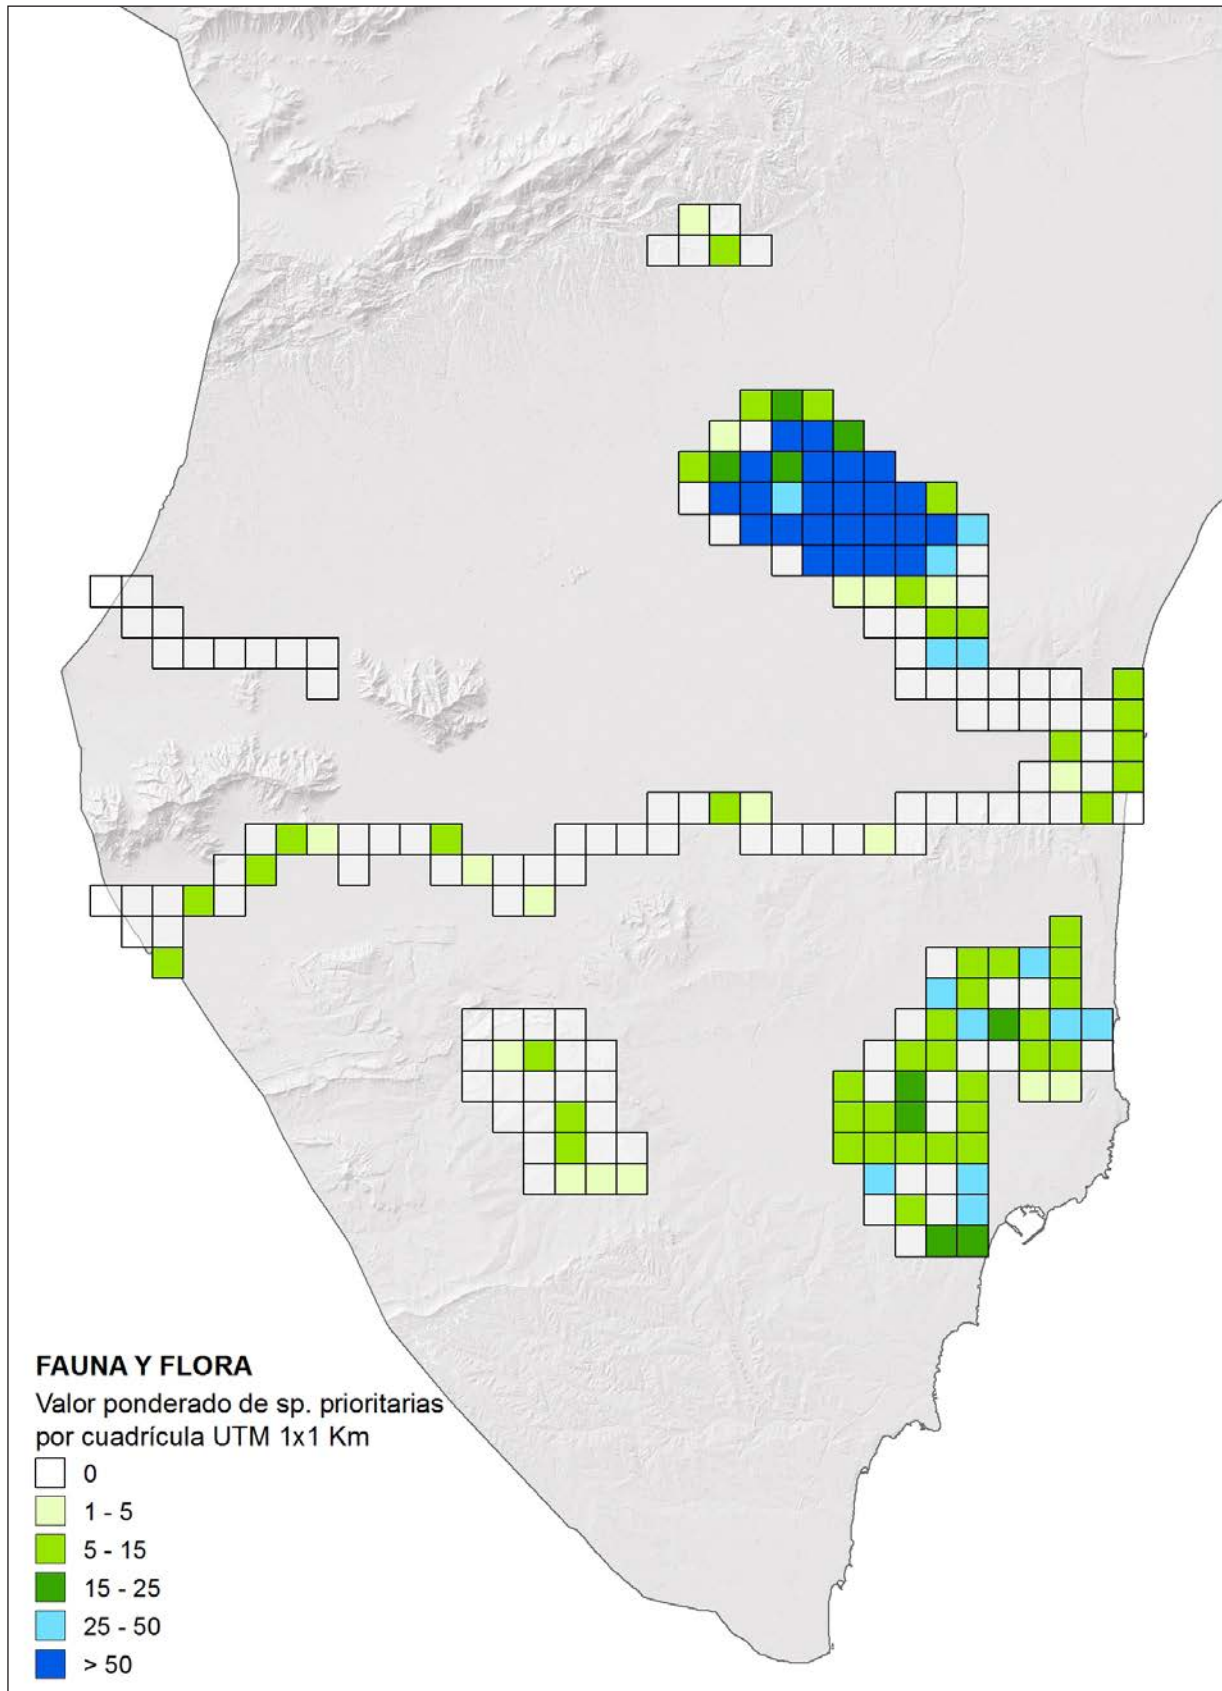 FAUNA Y FLORA
Valor ponderado de sp. prioritarias
por cuadrícula UTM 1x1 Km
0
1 - 5
5 - 15
15 - 25
25 - 50
> 50